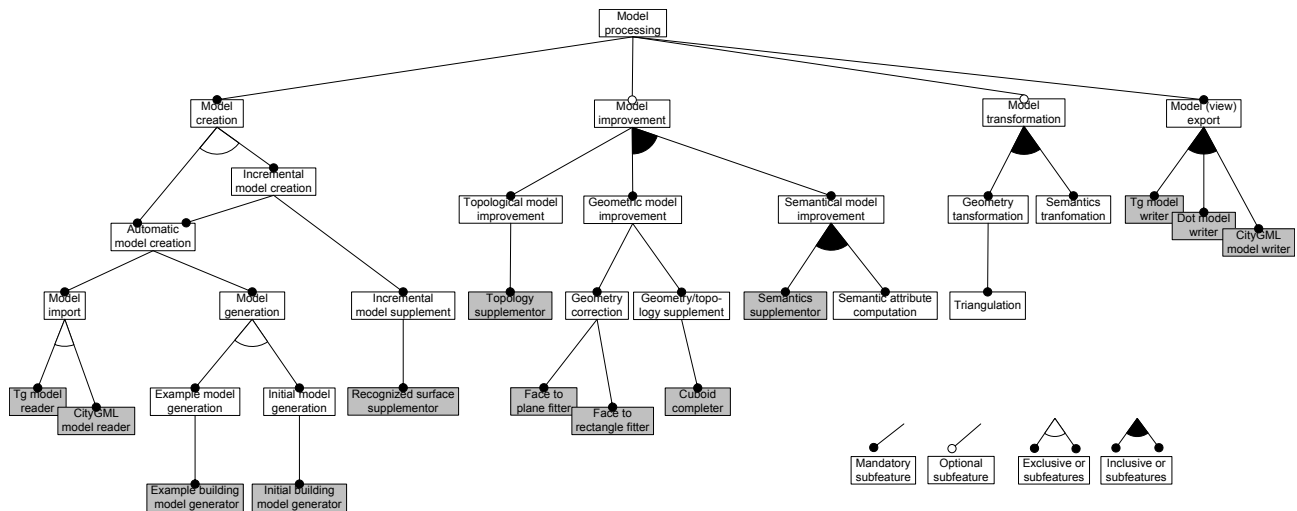 Model
processing
Model
creation
Model
improvement
Model
transformation
Model (view)
export
Incremental
model creation
Automatic
model creation
Topological model
improvement
Geometric model
improvement
Semantical model
improvement
Geometry
tansformation
Semantics
tranfomation
Tg model
writer
Dot model
writer
CityGML
model writer
Model
import
Model
generation
Incremental
model supplement
Topology
supplementor
Geometry
correction
Geometry/topo-
logy supplement
Semantics
supplementor
Semantic attribute
computation
Triangulation
Tg model
reader
CityGML
model reader
Example model
generation
Initial model
generation
Recognized surface
supplementor
Face to
plane fitter
Face to
rectangle fitter
Cuboid
completer
Example building
model generator
Initial building
model generator
Mandatory
subfeature
Optional
subfeature
Exclusive or
subfeatures
Inclusive or
subfeatures